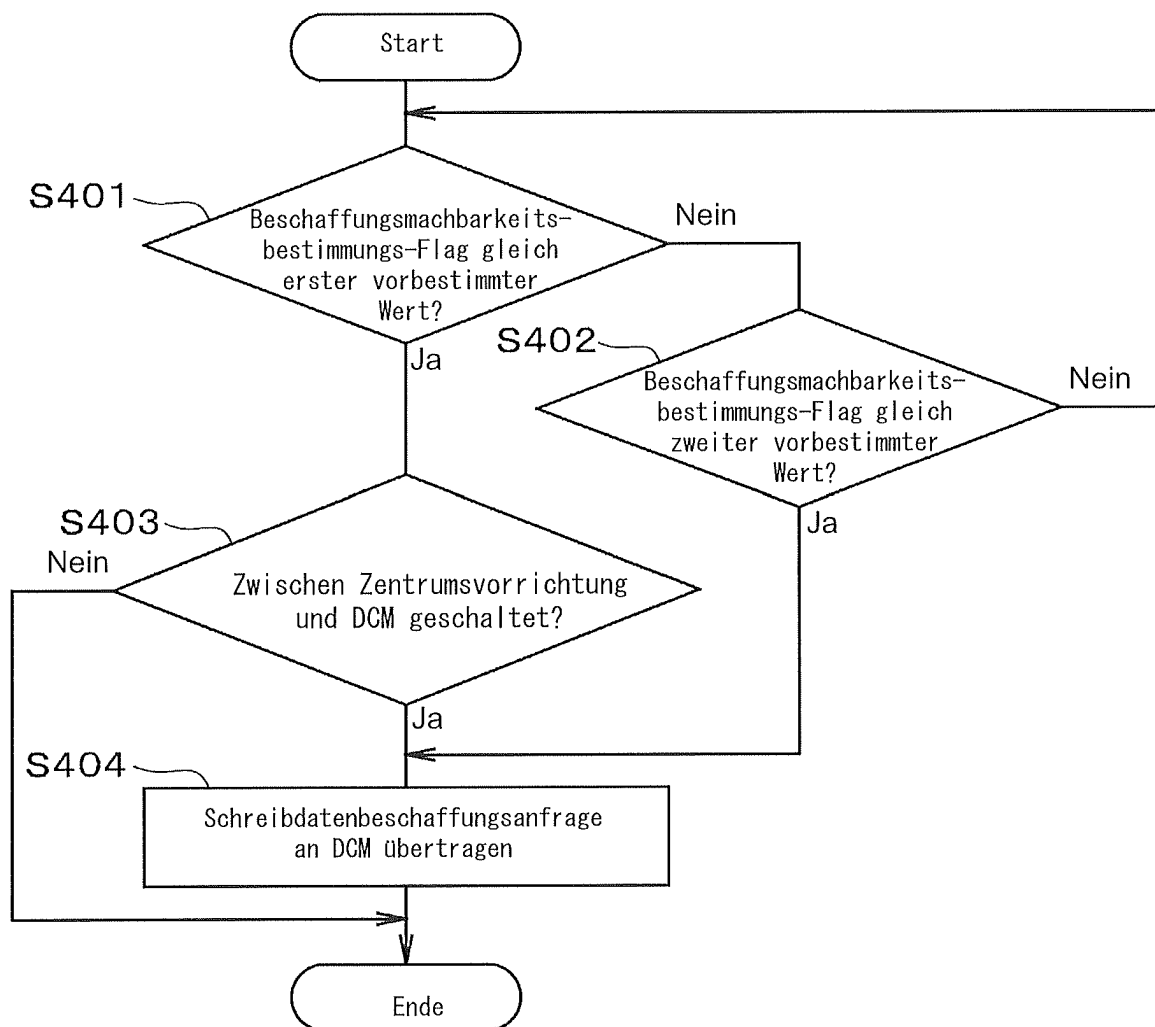 Start
S401
Beschaffungsmachbarkeits-
bestimmungs-Flag gleich
erster vorbestimmter
Wert?
Nein
Ja
S402
Beschaffungsmachbarkeits-
bestimmungs-Flag gleich
zweiter vorbestimmter
Wert?
Nein
Ja
S403
Nein
Zwischen Zentrumsvorrichtung
und DCM geschaltet?
Ja
S404
Schreibdatenbeschaffungsanfrage
an DCM übertragen
Ende